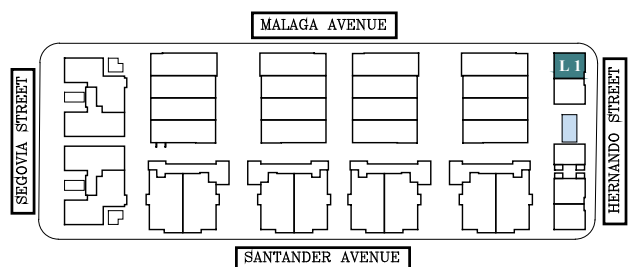 MALAGA AVENUE
SEGOVIA STREET
L 1
HERNANDO STREET
SANTANDER AVENUE